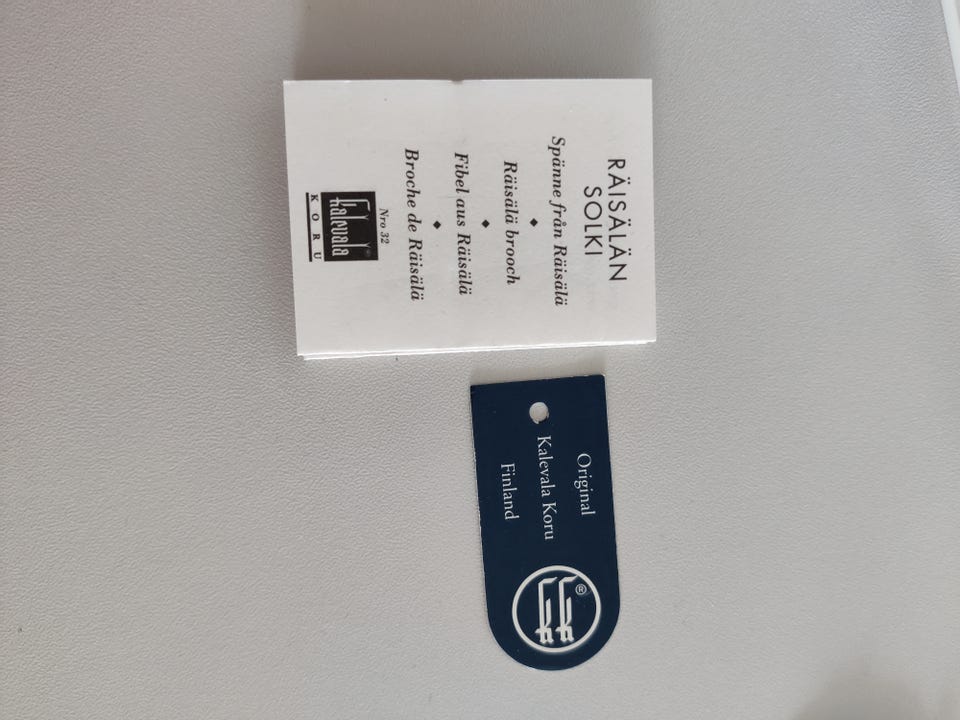 RÄISÄLÄN
SOLKI
Spänne från Räisälä
◆
Räisälä brooch
◆
Fibel aus Räisälä
◆
Broche de Räisälä
Nro 32
Kalevala
KORU
Original
Kalevala Koru
Finland
®